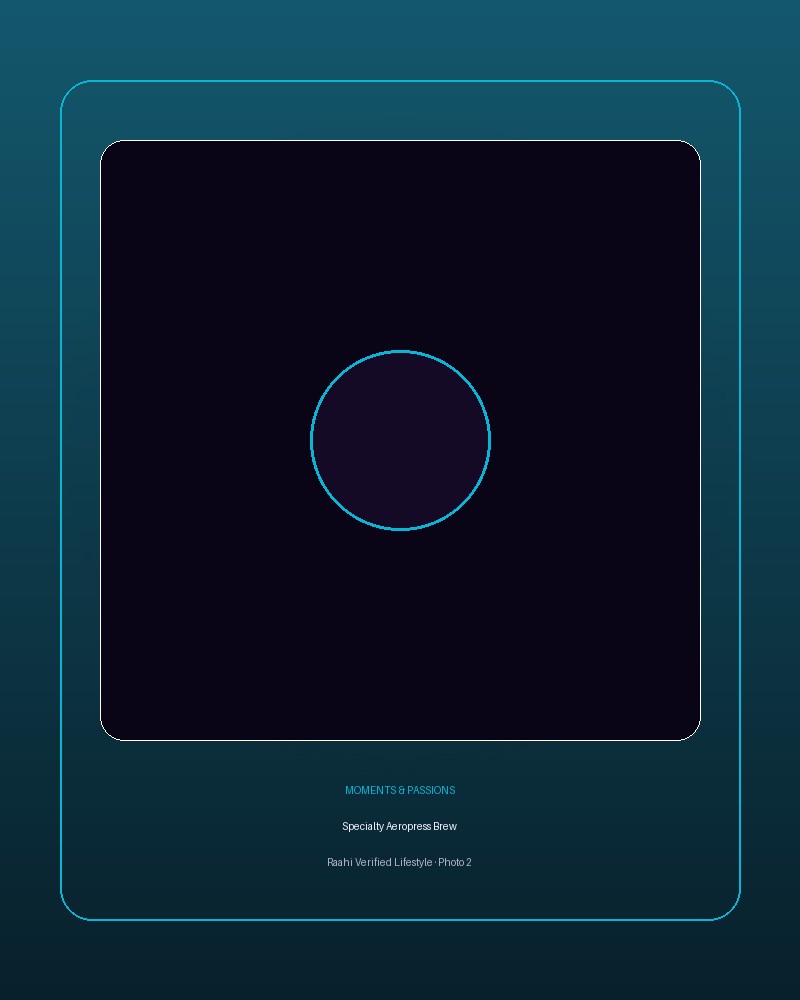 MOMENTS & PASSIONS
Specialty Aeropress Brew
Raahi Verified Lifestyle · Photo 2